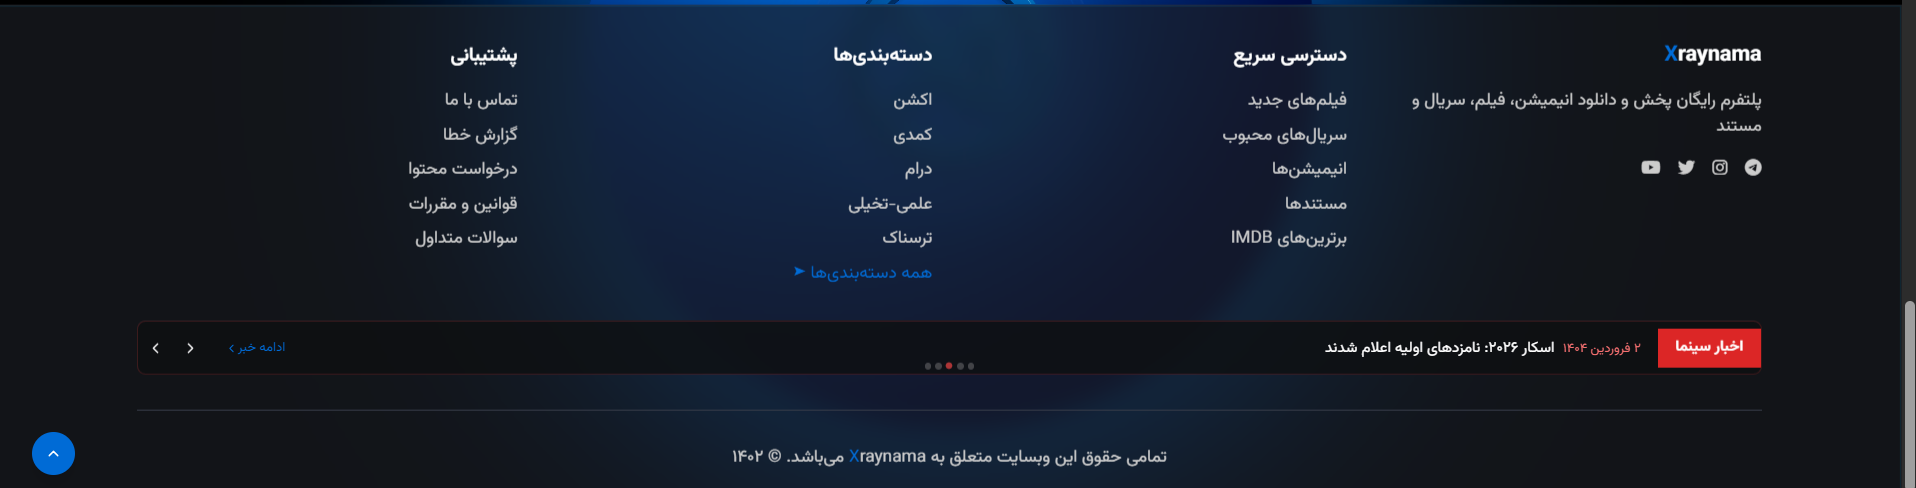 Xraynama
پلتفرم رایگان پخش و دانلود انیمیشن، فیلم، سریال و
مستند
دسترسی سریع
فیلم‌های جدید
سریال‌های محبوب
انیمیشن‌ها
مستندها
برترین‌های IMDB
دسته‌بندی‌ها
اکشن
کمدی
درام
علمی-تخیلی
ترسناک
همه دسته‌بندی‌ها
پشتیبانی
تماس با ما
گزارش خطا
درخواست محتوا
قوانین و مقررات
سوالات متداول
اخبار سینما
۲ فروردین ۱۴۰۴ اسکار ۲۰۲۶: نامزدهای اولیه اعلام شدند
ادامه خبر
تمامی حقوق این وبسایت متعلق به Xraynama می‌باشد. © ۱۴۰۲